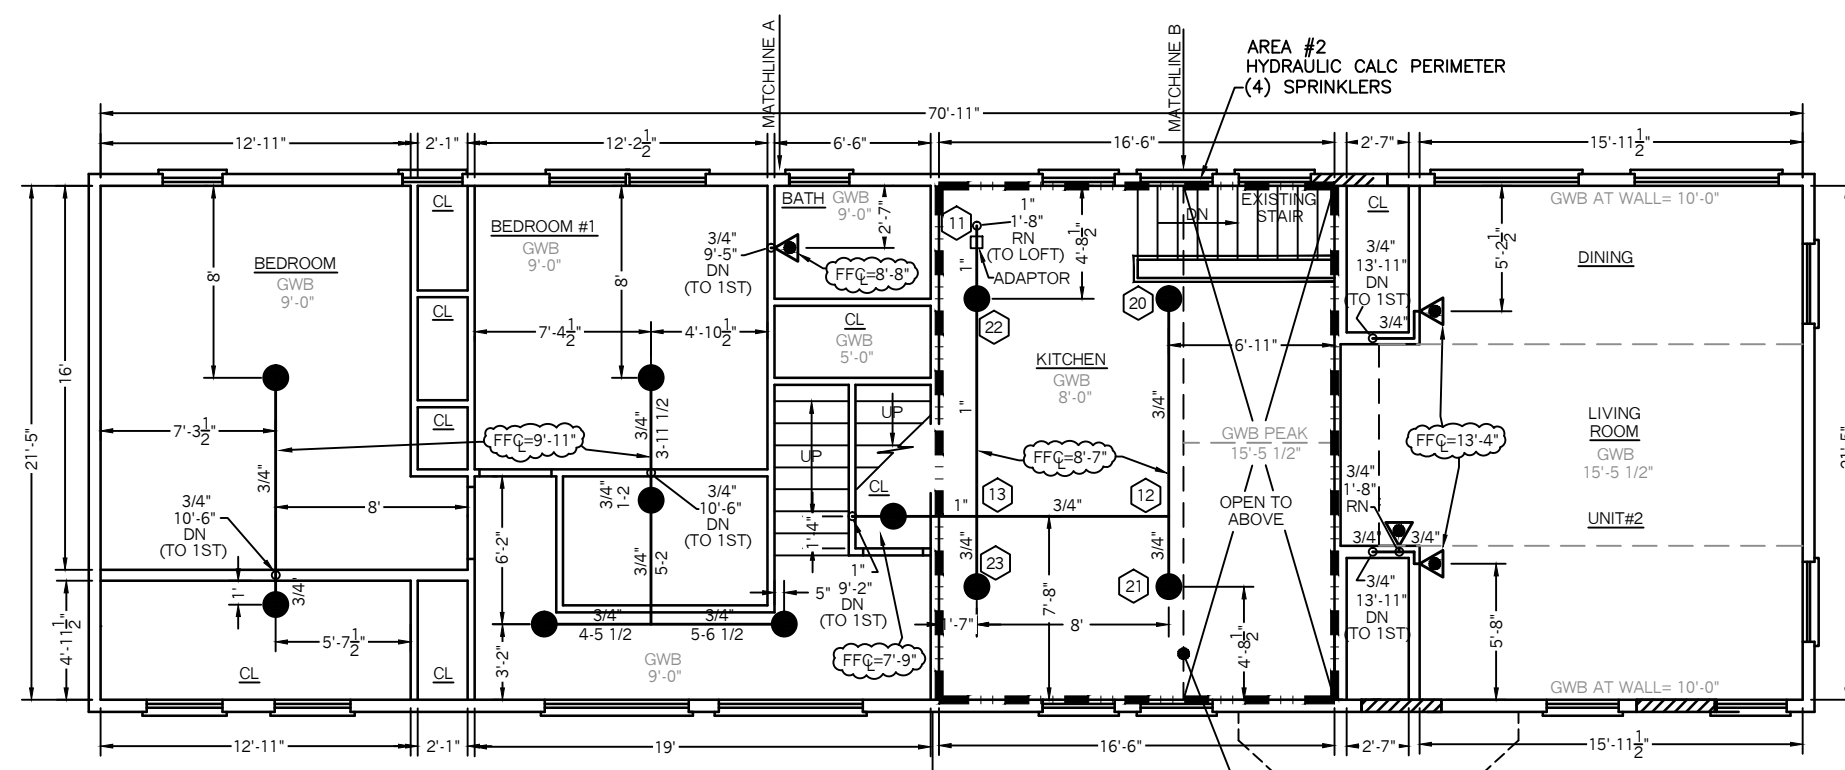 MATCHLINE A
MATCHLINE B
AREA #2
HYDRAULIC CALC PERIMETER
(4) SPRINKLERS
70'-11"
12'-11"
2'-1"
12'-2 1/2"
6'-6"
16'-6"
2'-7"
15'-11 1/2"
CL
BEDROOM #1
GWB
9'-0"
BATH
GWB
9'-0"
2'-7"
3/4"
9'-5"
DN
(TO 1ST)
FFC̲L=8'-8"
11
1"
1'-8"
RN
(TO LOFT)
ADAPTOR
1"
4'-8 1/2"
DN
EXISTING
STAIR
CL
3/4"
13'-11"
DN
(TO 1ST)
3/4"
GWB AT WALL= 10'-0"
5'-2 1/2"
DINING
BEDROOM
GWB
9'-0"
8'
8'
CL
22
20
7'-4 1/2"
4'-10 1/2"
CL
GWB
5'-0"
KITCHEN
GWB
8'-0"
6'-11"
16'
21'-5"
7'-3 1/2"
CL
FFC̲L=9'-11"
3/4"
3-11 1/2
UP
UP
1"
3/4"
FFC̲L=8'-7"
GWB PEAK
15'-5 1/2"
FFC̲L=13'-4"
LIVING
ROOM
GWB
15'-5 1/2"
UNIT#2
3/4"
3/4"
10'-6"
DN
(TO 1ST)
8'
3/4"
1-2
3/4"
10'-6"
DN
(TO 1ST)
CL
13
12
1"
3/4"
OPEN TO
ABOVE
3/4"
1'-8"
RN
21'-5"
1'-4"
6'-2"
3/4"
5-2
3/4"
3/4"
3/4"
3/4"
23
21
1'
3/4"
5"
1"
9'-2"
DN
(TO 1ST)
7'-8"
3/4"
13'-11"
DN
(TO 1ST)
4'-11 1/2"
5'-7 1/2"
3/4"
4-5 1/2
3/4"
5-6 1/2
1'-7"
8'
4'-8 1/2"
5'-8"
CL
CL
3'-2"
GWB
9'-0"
FFC̲L=7'-9"
GWB AT WALL= 10'-0"
12'-11"
2'-1"
19'
16'-6"
2'-7"
15'-11 1/2"